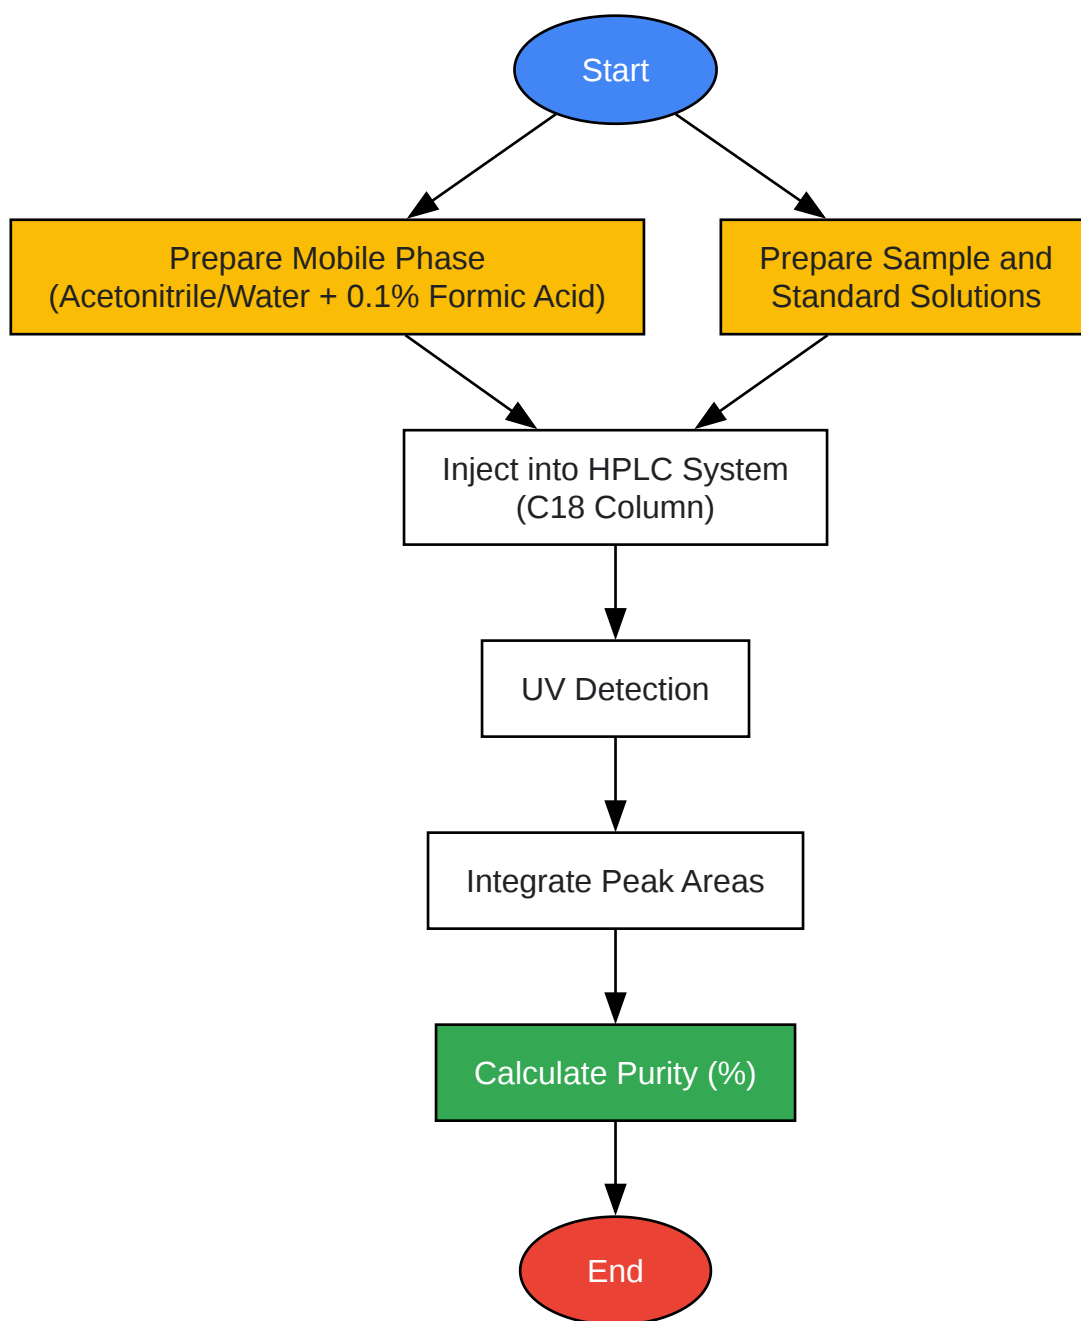 Start
Prepare Mobile Phase
(Acetonitrile/Water + 0.1% Formic Acid)
Prepare Sample and
Standard Solutions
Inject into HPLC System
(C18 Column)
UV Detection
Integrate Peak Areas
Calculate Purity (%)
End